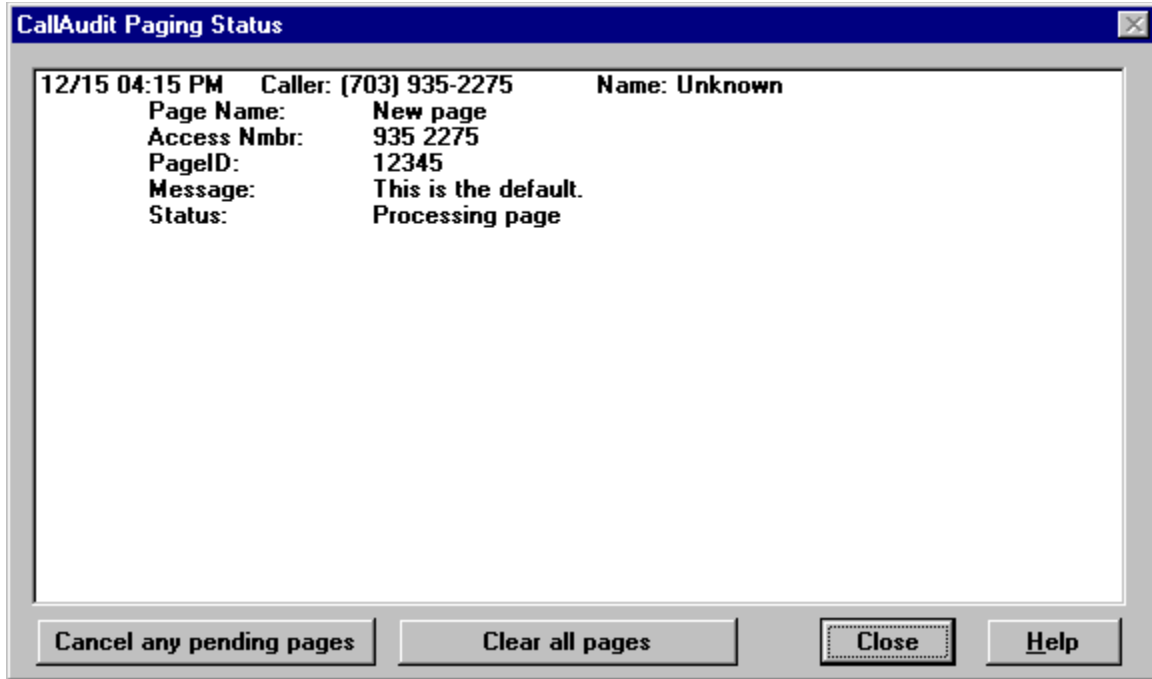 CallAudit Paging Status
12/15 04:15 PM Caller: (703) 935-2275 Name: Unknown
Page Name: New page
Access Nmbr: 935 2275
PageID: 12345
Message: This is the default.
Status: Processing page
Cancel any pending pages Clear all pages Close Help